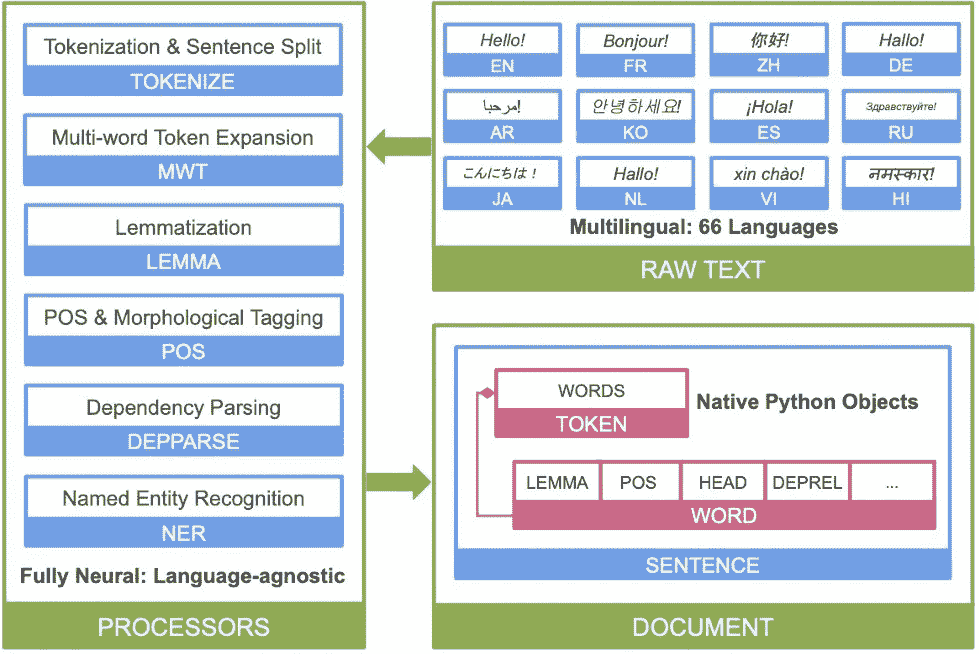 Tokenization & Sentence Split
TOKENIZE
Multi-word Token Expansion
MWT
Lemmatization
LEMMA
POS & Morphological Tagging
POS
Dependency Parsing
DEPPARSE
Named Entity Recognition
NER
Fully Neural: Language-agnostic
PROCESSORS
Hello!
EN
Bonjour!
FR
你好!
ZH
Hallo!
DE
مرحبا!
AR
안녕하세요!
KO
¡Hola!
ES
Здравствуйте!
RU
こんにちは！
JA
Hallo!
NL
xin chào!
VI
नमस्कार!
HI
Multilingual: 66 Languages
RAW TEXT
WORDS
TOKEN
Native Python Objects
LEMMA POS HEAD DEPREL ...
WORD
SENTENCE
DOCUMENT